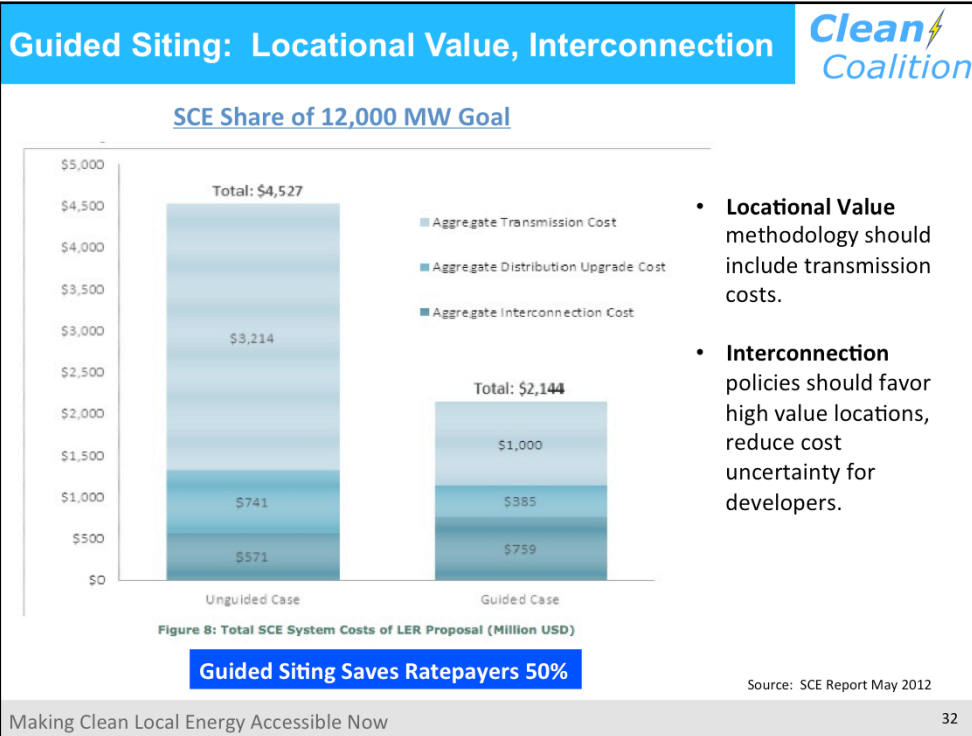 Guided Siting:  Locational Value, Interconnection
Clean
Coalition
SCE Share of 12,000 MW Goal
$5,000
$4,500
$4,000
$3,500
$3,000
$2,500
$2,000
$1,500
$1,000
$500
$0
Total: $4,527
$3,214
$741
$571
Total: $2,144
$1,000
$385
$759
Aggregate Transmission Cost
Aggregate Distribution Upgrade Cost
Aggregate Interconnection Cost
Unguided Case
Guided Case
Figure 8: Total SCE System Costs of LER Proposal (Million USD)
Guided Siting Saves Ratepayers 50%
• Locational Value
methodology should
include transmission
costs.
• Interconnection
policies should favor
high value locations,
reduce cost
uncertainty for
developers.
Source:  SCE Report May 2012
Making Clean Local Energy Accessible Now
32